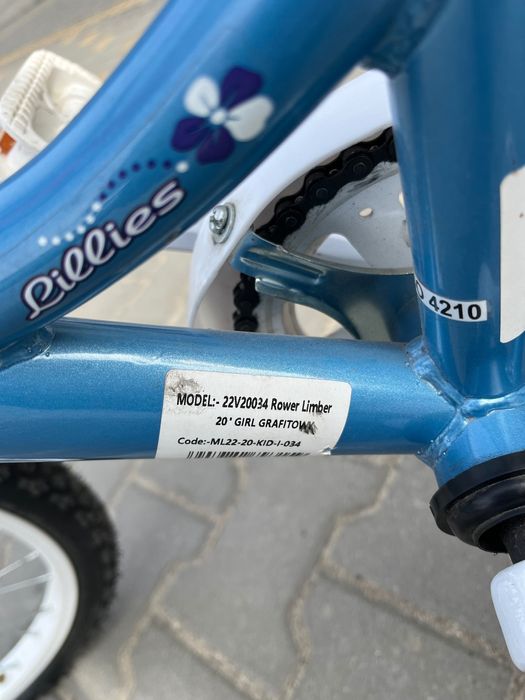 Lillies
O 4210
MODEL:- 22V20034 Rower Limber
20" GIRL GRAFITOWY
Code:-ML22-20-KID-I-034